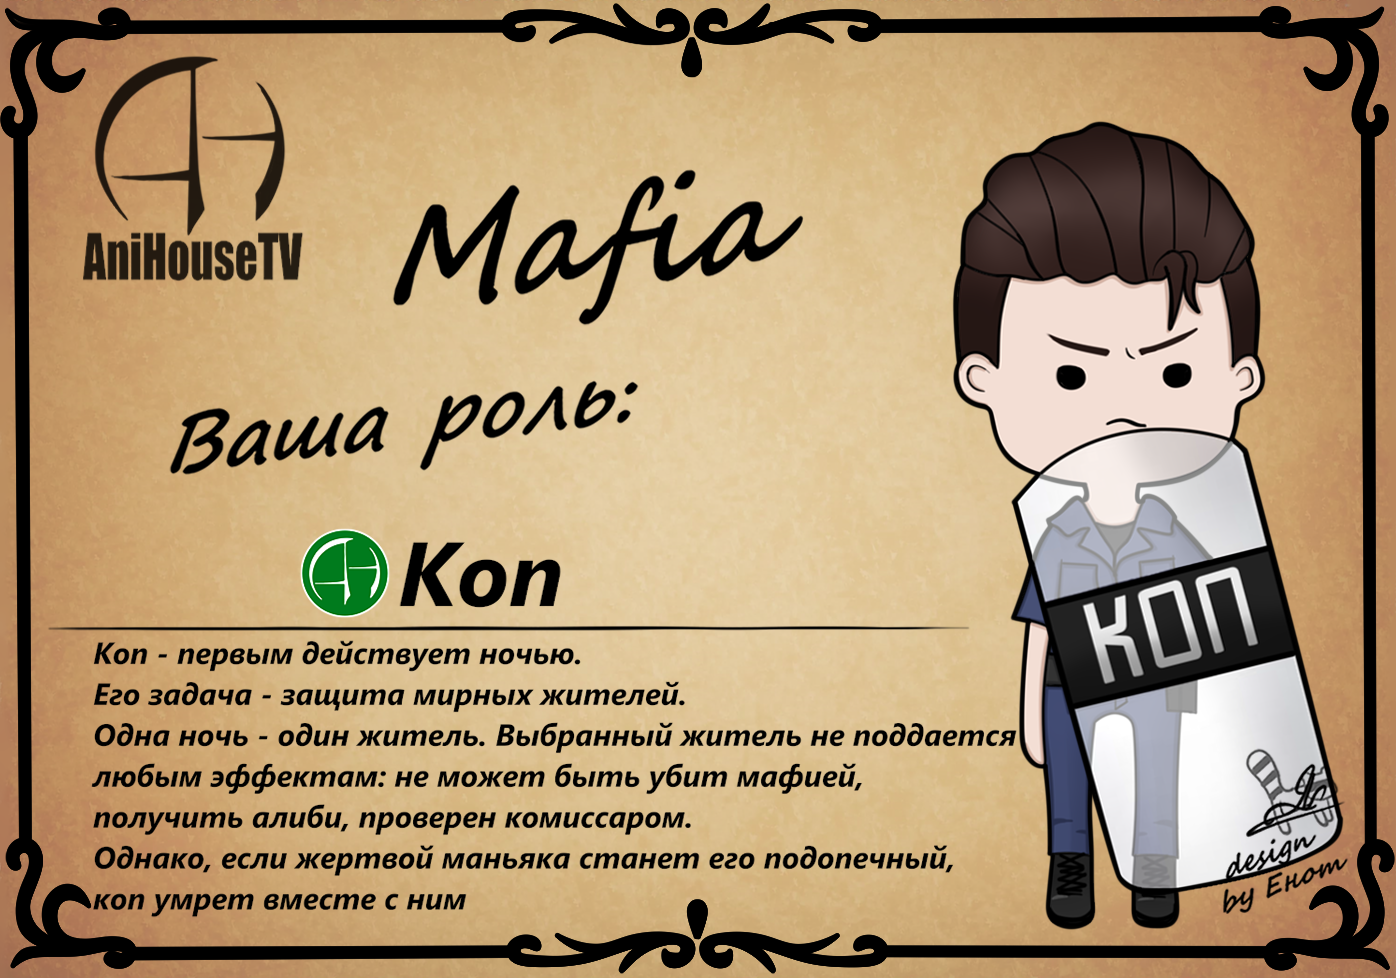 AniHouseTV
Mafia
Ваша роль:
Коп
Коп - первым действует ночью.
Его задача - защита мирных жителей.
Одна ночь - один житель. Выбранный житель не поддается
любым эффектам: не может быть убит мафией,
получить алиби, проверен комиссаром.
Однако, если жертвой маньяка станет его подопечный,
коп умрет вместе с ним
КОП
design
by Енот